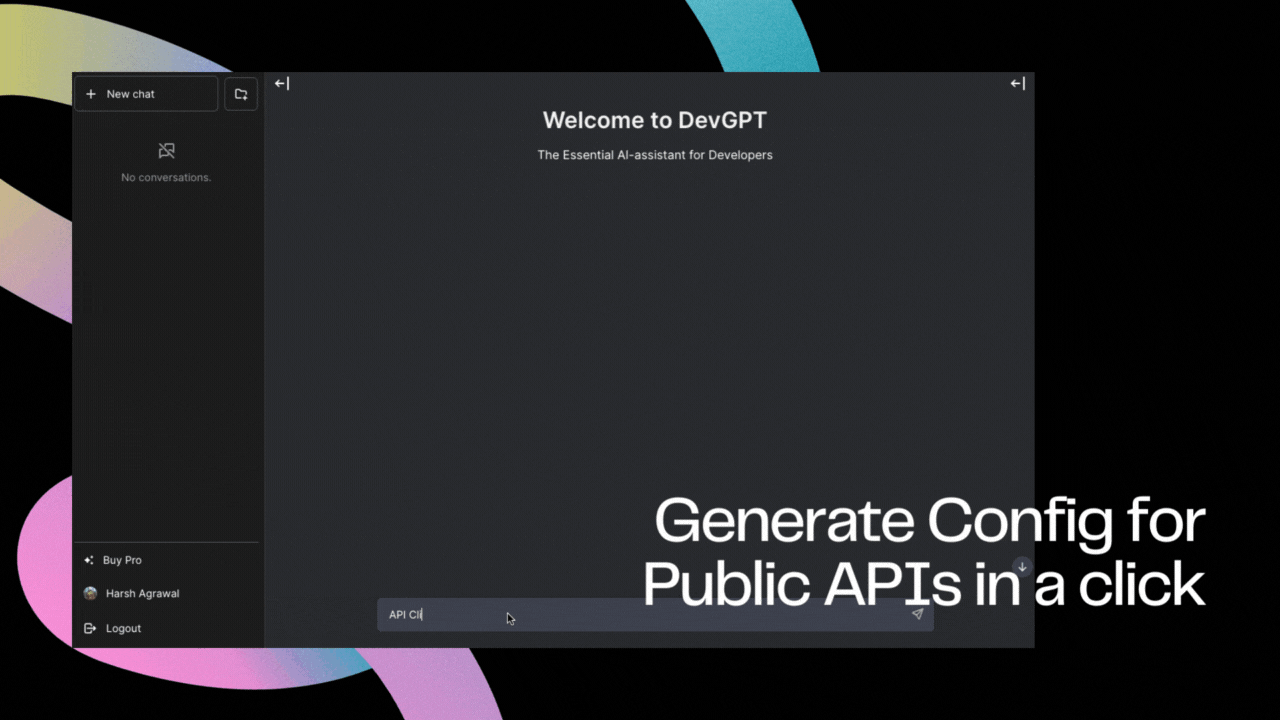 New chat
No conversations.
Buy Pro
Harsh Agrawal
Logout
Welcome to DevGPT
The Essential AI-assistant for Developers
API Cli
Generate Config for
Public APIs in a click